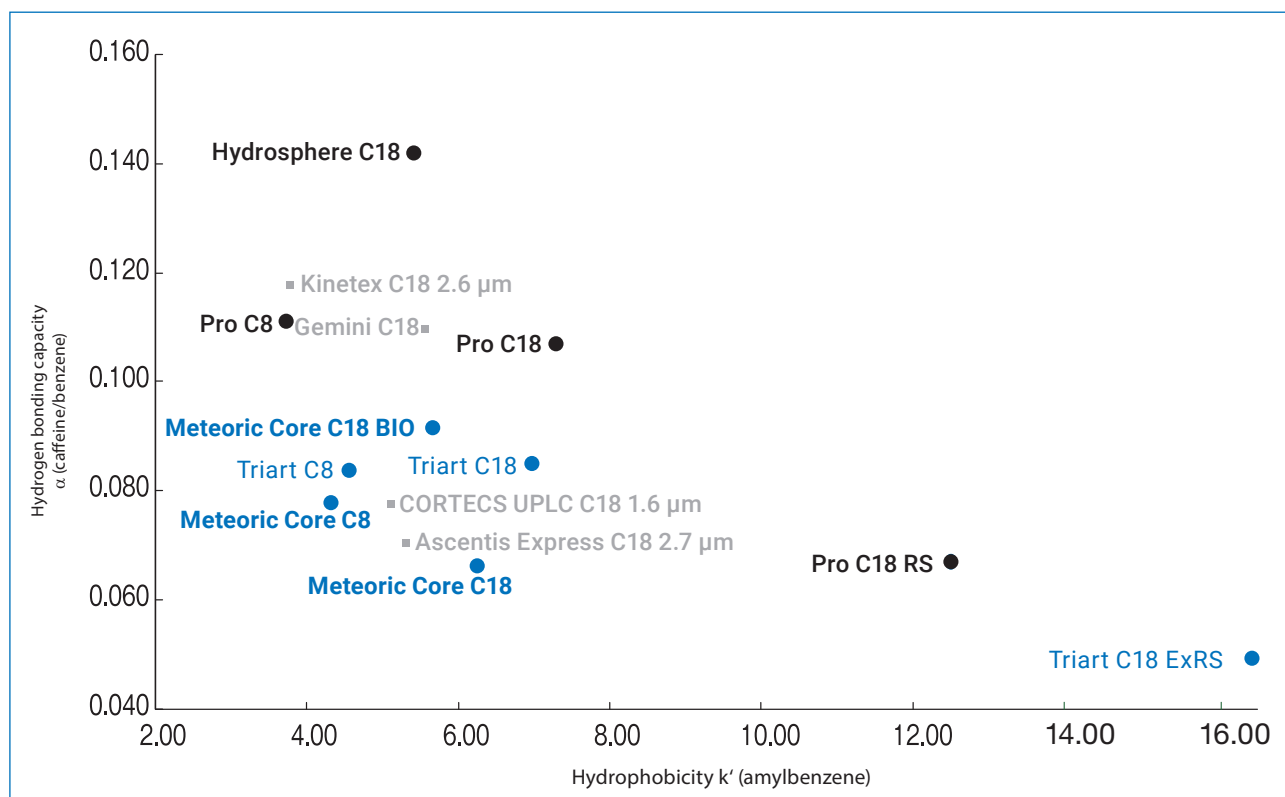 0.160
0.140
0.120
0.100
0.080
0.060
0.040
Hydrogen bonding capacity
α (caffeine/benzene)
Hydrosphere C18
Kinetex C18 2.6 µm
Pro C8
Gemini C18
Pro C18
Meteoric Core C18 BIO
Triart C8
Triart C18
Meteoric Core C8
CORTECS UPLC C18 1.6 µm
Ascentis Express C18 2.7 µm
Meteoric Core C18
Pro C18 RS
Triart C18 ExRS
2.00 4.00 6.00 8.00 10.00 12.00 14.00 16.00
Hydrophobicity k‘ (amylbenzene)